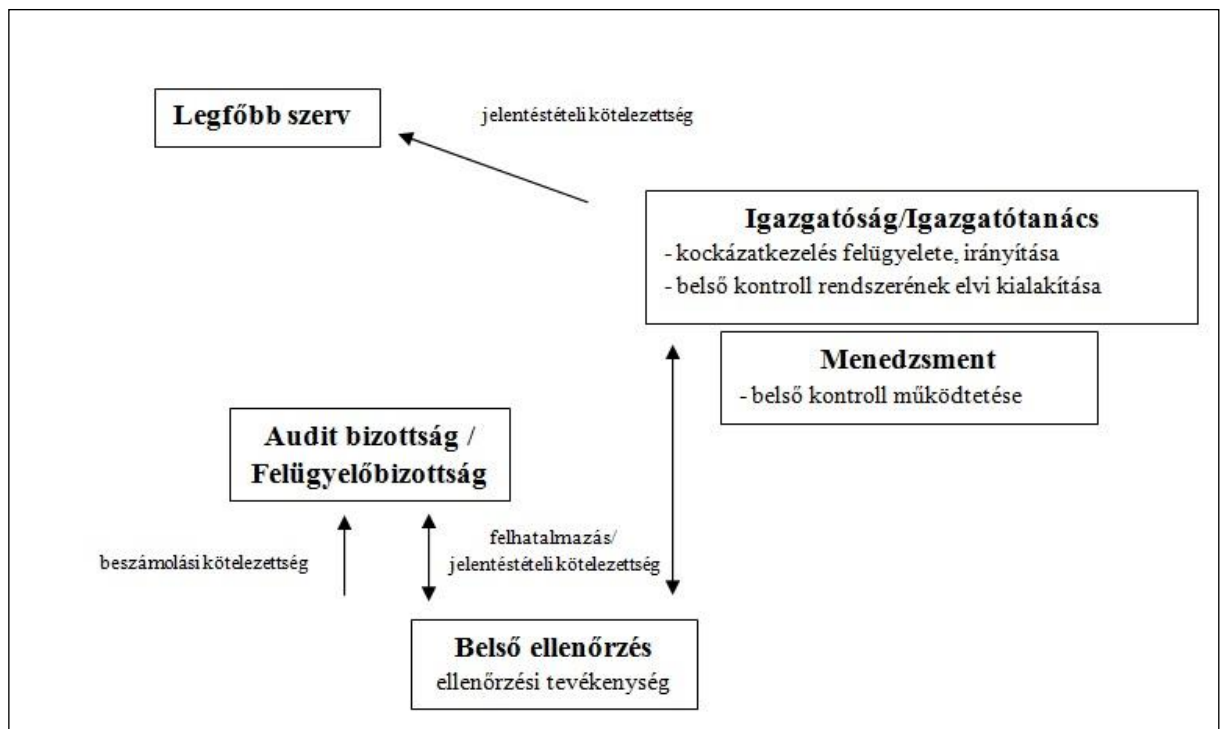 Legfőbb szerv
jelentéstételi kötelezettség
Igazgatóság/Igazgatótanács
- kockázatkezelés felügyelete, irányítása
- belső kontroll rendszerének elvi kialakítása
Menedzsment
- belső kontroll működtetése
Audit bizottság /
Felügyelőbizottság
beszámolási kötelezettség
felhatalmazás/
jelentéstételi kötelezettség
Belső ellenőrzés
ellenőrzési tevékenység